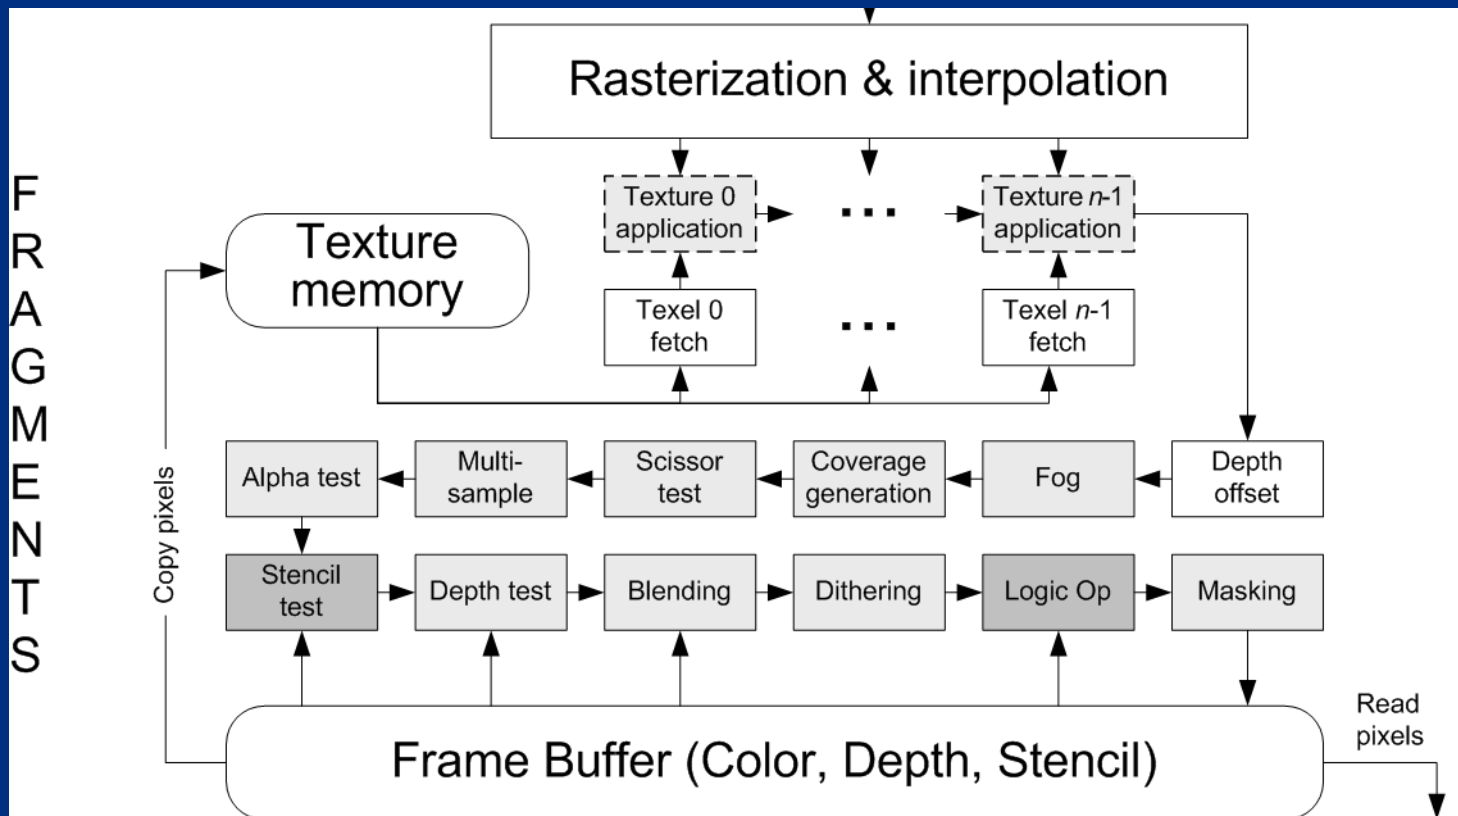 Rasterization & interpolation
FRAGMENTS
Texture 0
application
...
Texture n-1
application
Texture
memory
Texel 0
fetch
...
Texel n-1
fetch
Copy pixels
Alpha test
Multi-
sample
Scissor
test
Coverage
generation
Fog
Depth
offset
Stencil
test
Depth test
Blending
Dithering
Logic Op
Masking
Frame Buffer (Color, Depth, Stencil)
Read
pixels